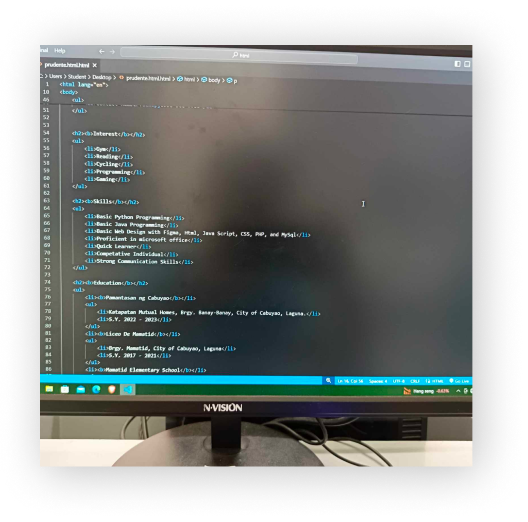 nal Help
html
prudente.html.html
Users > Student > Desktop > prudente.html.html > html > body > p
1 <html lang="en">
10 <body>
46 <ul>
51 </ul>
52
53
54 <h2><b>Interest</b></h2>
55 <ul>
56 <li>Gym</li>
57 <li>Reading</li>
58 <li>Cycling</li>
59 <li>Programming</li>
60 <li>Gaming</li>
61 </ul>
62
63 <h2><b>Skills</b></h2>
64 <ul>
65 <li>Basic Python Programming</li>
66 <li>Basic Java Programming</li>
67 <li>Basic Web Design with Figma, Html, Java Script, CSS, PHP, and MySql</li>
68 <li>Proficient in microsoft office</li>
69 <li>Quick Learner</li>
70 <li>Competative Individual</li>
71 <li>Strong Communication Skills</li>
72 </ul>
73
74 <h2><b>Education</b></h2>
75 <ul>
76 <li><b>Pamantasan ng Cabuyao</b></li>
77 <ul>
78 <li>Katapatan Mutual Homes, Brgy. Banay-Banay, City of Cabuyao, Laguna.</li>
79 <li>S.Y. 2022 - 2023</li>
80 </ul>
81 <li><b>Liceo De Mamatid</b></li>
82 <ul>
83 <li>Brgy. Mamatid, City of Cabuyao, Laguna</li>
84 <li>S.Y. 2017 - 2021</li>
85 </ul>
86 <li><b>Mamatid Elementary School</b></li>
Ln 16, Col 56 Spaces: 4 UTF-8 CRLF HTML Go Live
Hang seng -0.63%
N-VISION